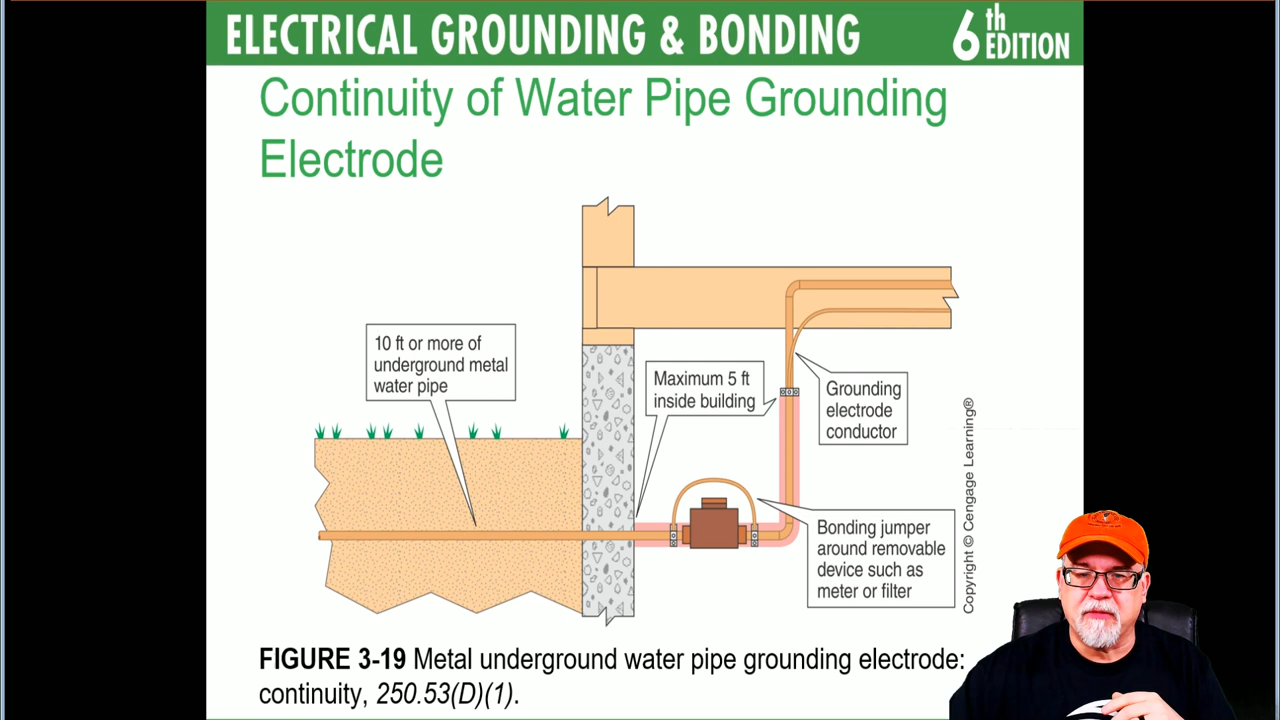 ELECTRICAL GROUNDING & BONDING
6th EDITION
Continuity of Water Pipe Grounding
Electrode
10 ft or more of
underground metal
water pipe
Maximum 5 ft
inside building
Grounding
electrode
conductor
Bonding jumper
around removable
device such as
meter or filter
Copyright © Cengage Learning®
FIGURE 3-19 Metal underground water pipe grounding electrode:
continuity, 250.53(D)(1).